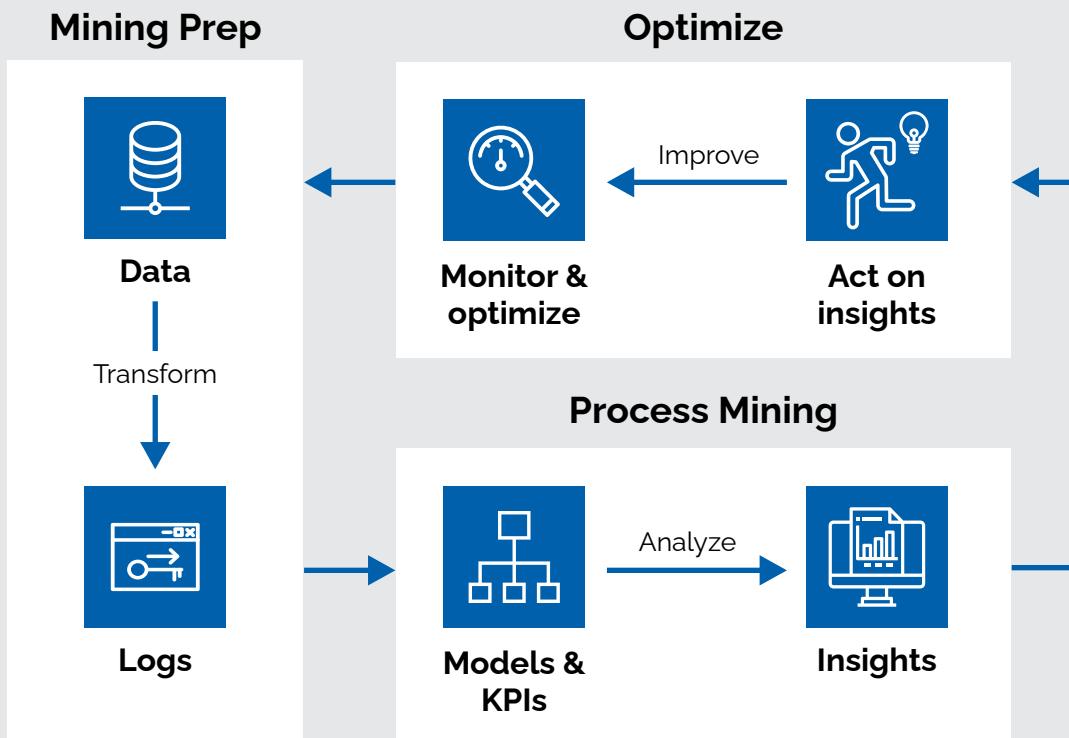 Mining Prep
Data
Transform
Logs
Optimize
Improve
Monitor &
optimize
Act on
insights
Process Mining
Analyze
Models &
KPIs
Insights